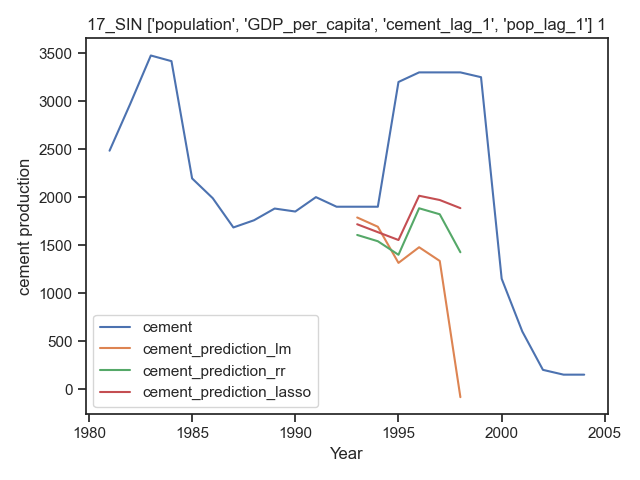 17_SIN ['population', 'GDP_per_capita', 'cement_lag_1', 'pop_lag_1'] 1
3500
3000
2500
2000
1500
1000
500
0
cement production
cement
cement_prediction_lm
cement_prediction_rr
cement_prediction_lasso
1980
1985
1990
1995
2000
2005
Year